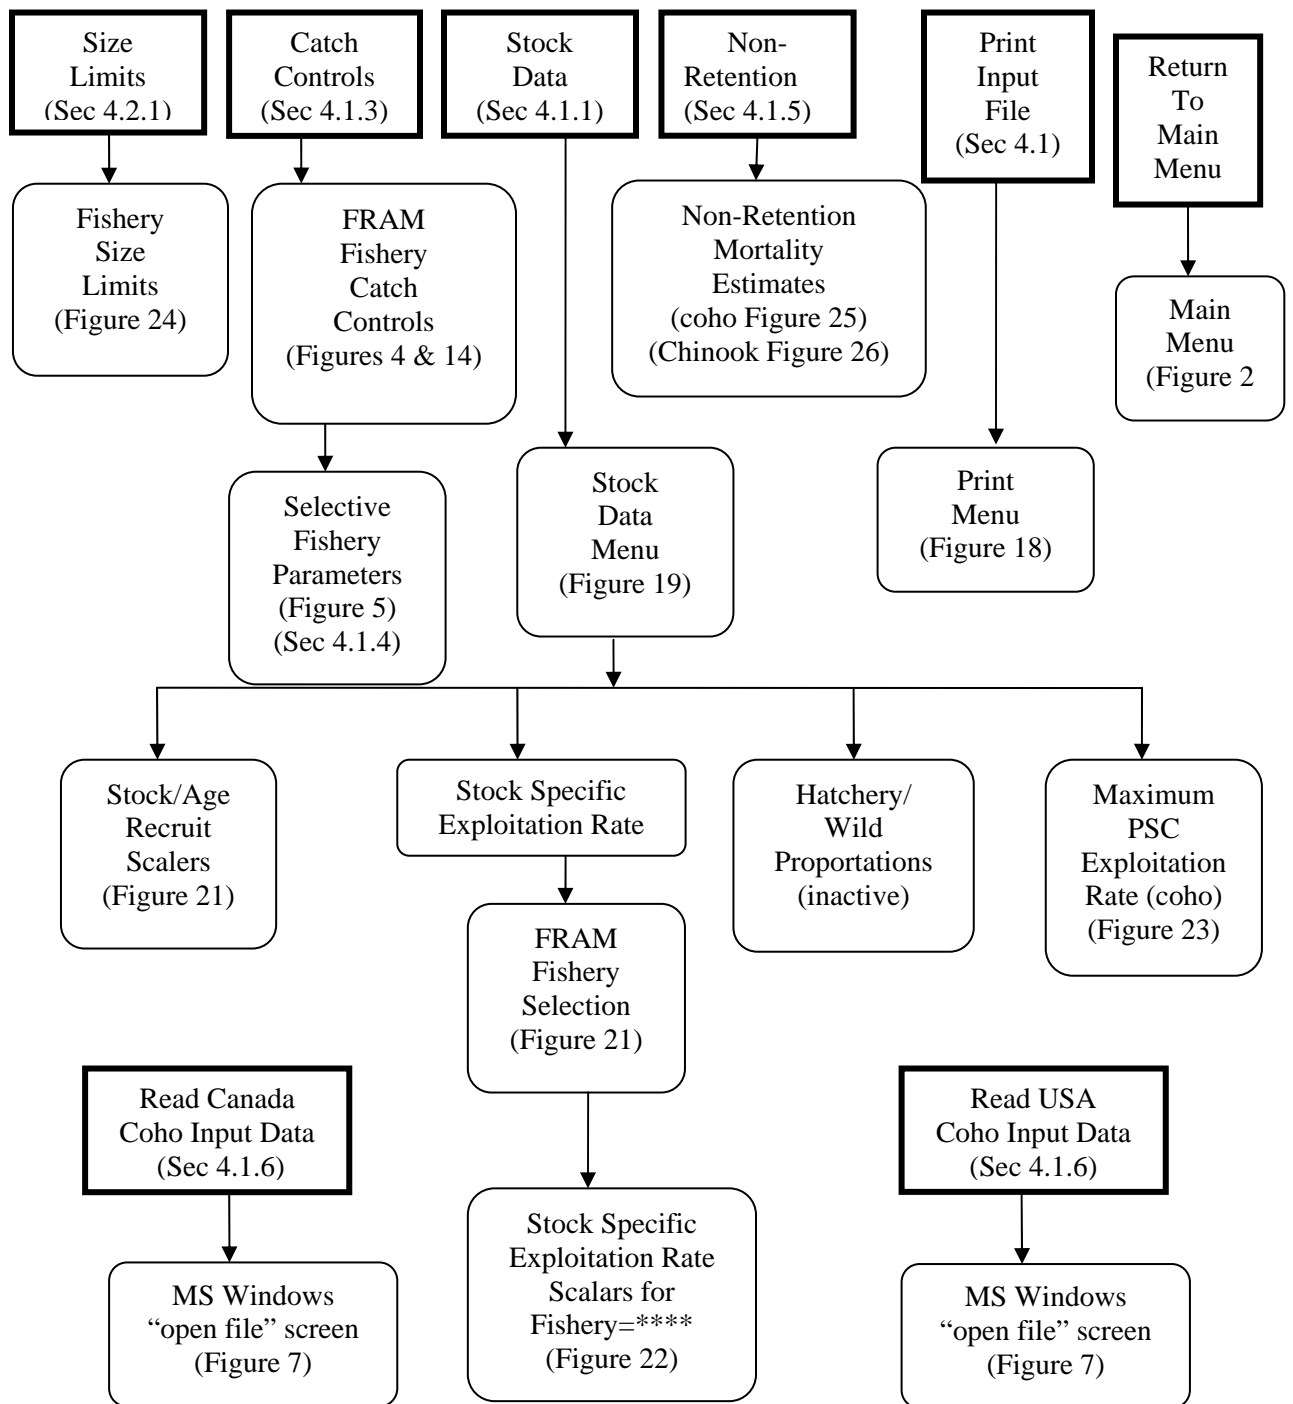 Size
Limits
(Sec 4.2.1)
Catch
Controls
(Sec 4.1.3)
Stock
Data
(Sec 4.1.1)
Non-
Retention
(Sec 4.1.5)
Print
Input
File
(Sec 4.1)
Return
To
Main
Menu
Fishery
Size
Limits
(Figure 24)
FRAM
Fishery
Catch
Controls
(Figures 4 & 14)
Non-Retention
Mortality
Estimates
(coho Figure 25)
(Chinook Figure 26)
Main
Menu
(Figure 2
Selective
Fishery
Parameters
(Figure 5)
(Sec 4.1.4)
Stock
Data
Menu
(Figure 19)
Print
Menu
(Figure 18)
Stock/Age
Recruit
Scalers
(Figure 21)
Stock Specific
Exploitation Rate
Hatchery/
Wild
Proportations
(inactive)
Maximum
PSC
Exploitation
Rate (coho)
(Figure 23)
FRAM
Fishery
Selection
(Figure 21)
Read Canada
Coho Input Data
(Sec 4.1.6)
Read USA
Coho Input Data
(Sec 4.1.6)
MS Windows
“open file” screen
(Figure 7)
Stock Specific
Exploitation Rate
Scalars for
Fishery=****
(Figure 22)
MS Windows
“open file” screen
(Figure 7)